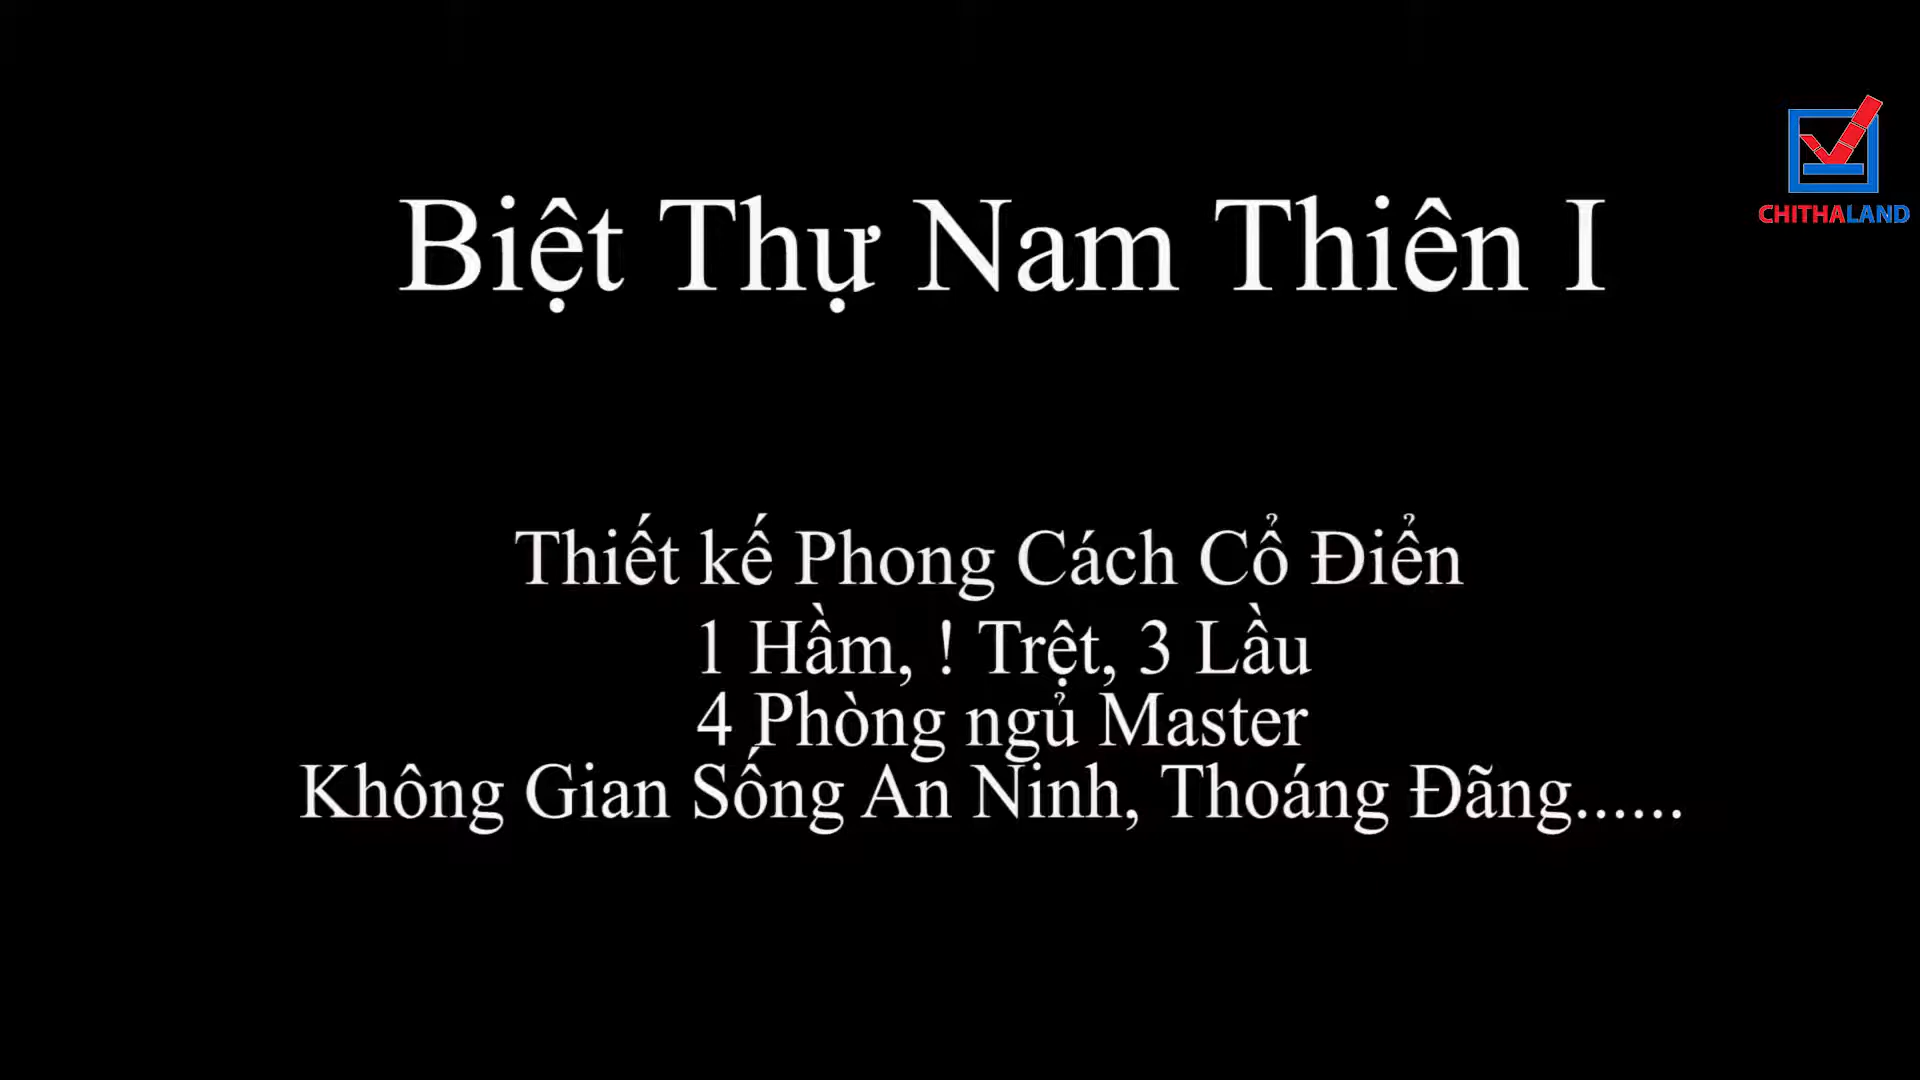 CHITHALAND
Biệt Thự Nam Thiên I
Thiết kế Phong Cách Cổ Điển
1 Hầm, ! Trệt, 3 Lầu
4 Phòng ngủ Master
Không Gian Sống An Ninh, Thoáng Đãng......